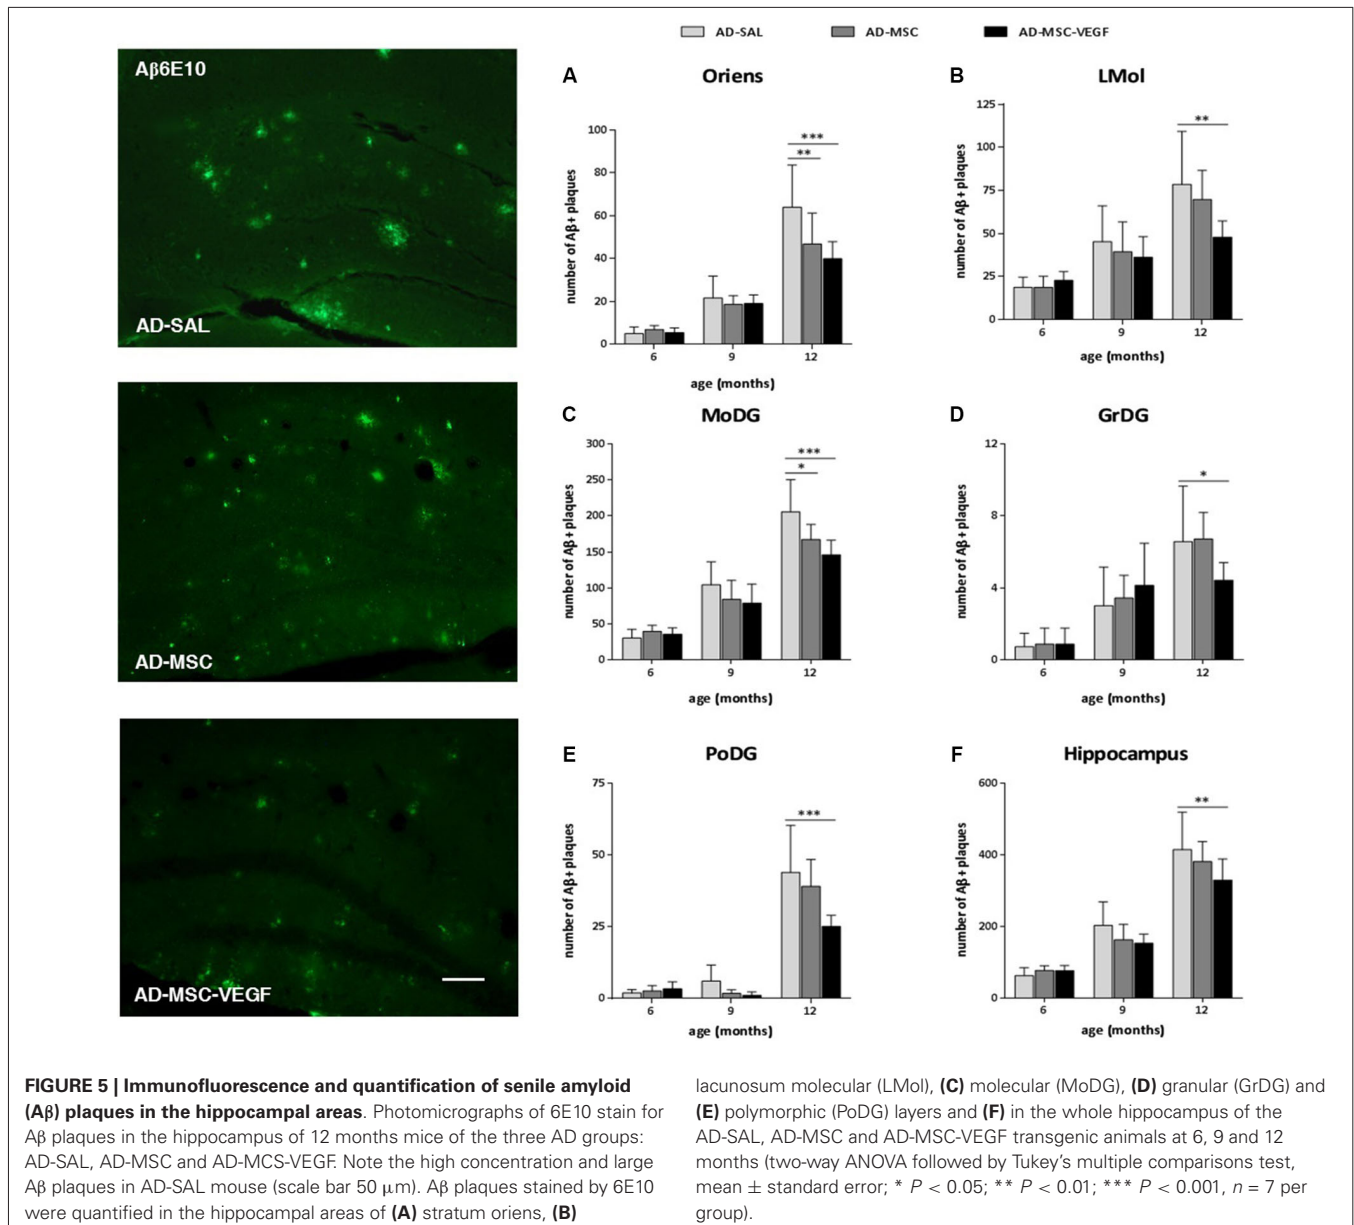 AD-SAL AD-MSC AD-MSC-VEGF
Aβ6E10
AD-SAL
AD-MSC
AD-MSC-VEGF
A Oriens
number of Aβ+ plaques
100
80
60
40
20
0
***
**
6 9 12
age (months)
B LMol
number of Aβ+ plaques
125
100
75
50
25
0
**
6 9 12
age (months)
C MoDG
number of Aβ+ plaques
300
250
200
150
100
50
0
***
*
6 9 12
age (months)
D GrDG
number of Aβ+ plaques
12
8
4
0
*
6 9 12
age (months)
E PoDG
number of Aβ+ plaques
75
50
25
0
***
6 9 12
age (months)
F Hippocampus
number of Aβ+ plaques
600
400
200
0
**
6 9 12
age (months)
FIGURE 5 | Immunofluorescence and quantification of senile amyloid
(Aβ) plaques in the hippocampal areas. Photomicrographs of 6E10 stain for
Aβ plaques in the hippocampus of 12 months mice of the three AD groups:
AD-SAL, AD-MSC and AD-MCS-VEGF. Note the high concentration and large
Aβ plaques in AD-SAL mouse (scale bar 50 μm). Aβ plaques stained by 6E10
were quantified in the hippocampal areas of (A) stratum oriens, (B)
lacunosum molecular (LMol), (C) molecular (MoDG), (D) granular (GrDG) and
(E) polymorphic (PoDG) layers and (F) in the whole hippocampus of the
AD-SAL, AD-MSC and AD-MSC-VEGF transgenic animals at 6, 9 and 12
months (two-way ANOVA followed by Tukey's multiple comparisons test,
mean ± standard error; * P < 0.05; ** P < 0.01; *** P < 0.001, n = 7 per
group).